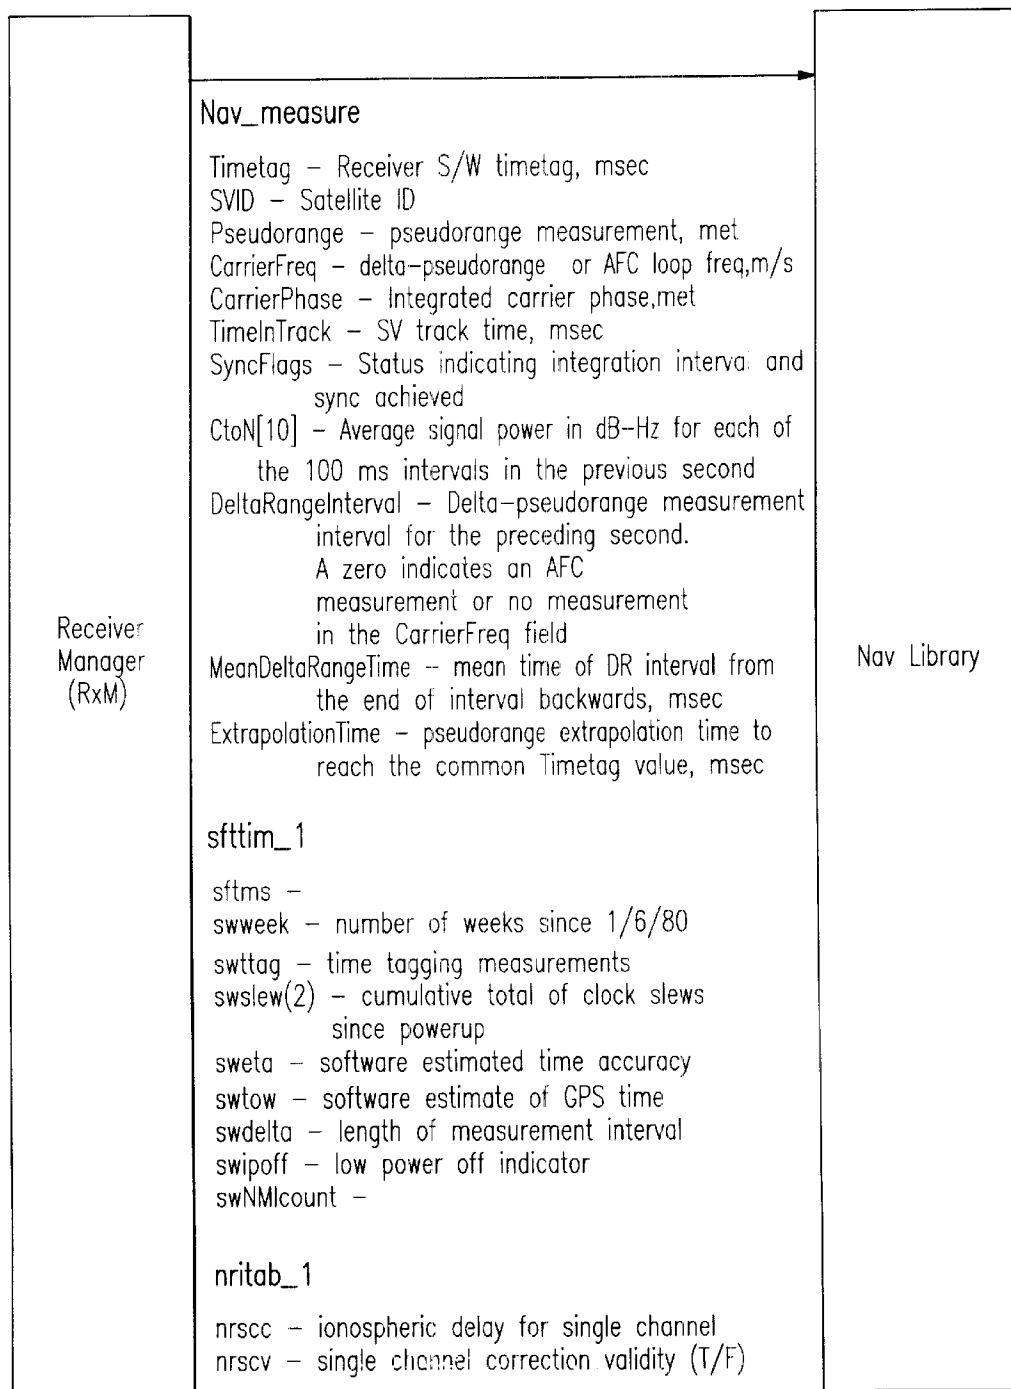 Nav_measure
Timetag – Receiver S/W timetag, msec
SVID – Satellite ID
Pseudorange – pseudorange measurement, met
CarrierFreq – delta-pseudorange or AFC loop freq,m/s
CarrierPhase – Integrated carrier phase,met
TimeInTrack – SV track time, msec
SyncFlags – Status indicating integration interval and
sync achieved
CtoN[10] – Average signal power in dB-Hz for each of
the 100 ms intervals in the previous second
DeltaRangeInterval – Delta-pseudorange measurement
interval for the preceding second.
A zero indicates an AFC
measurement or no measurement
in the CarrierFreq field
MeanDeltaRangeTime – mean time of DR interval from
the end of interval backwards, msec
ExtrapolationTime – pseudorange extrapolation time to
reach the common Timetag value, msec
Receiver
Manager
(RxM)
Nav Library
sfttim_1
sftms –
swweek – number of weeks since 1/6/80
swttag – time tagging measurements
swslew(2) – cumulative total of clock slews
since powerup
sweta – software estimated time accuracy
swtow – software estimate of GPS time
swdelta – length of measurement interval
swipoff – low power off indicator
swNMIcount –
nritab_1
nrscc – ionospheric delay for single channel
nrscv – single channel correction validity (T/F)